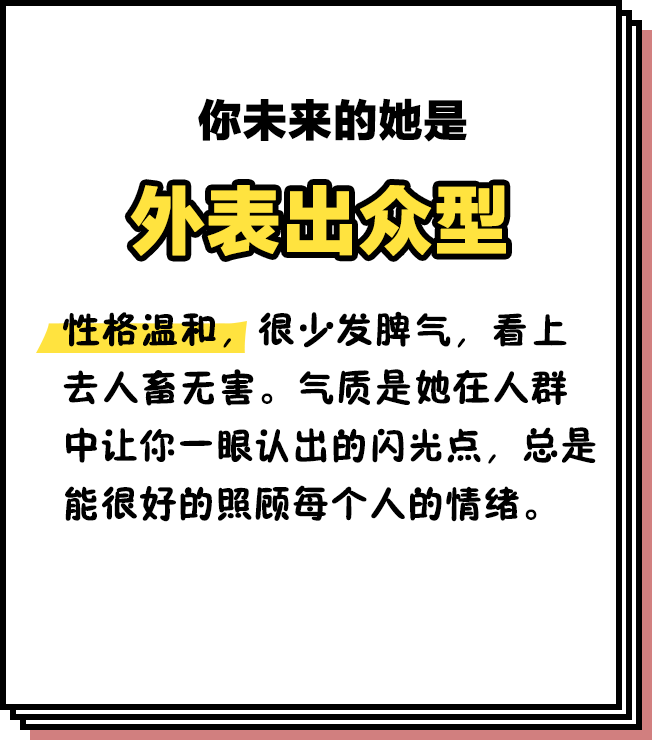 你未来的她是
外表出众型
性格温和，很少发脾气，看上
去人畜无害。气质是她在人群
中让你一眼认出的闪光点，总是
能很好的照顾每个人的情绪。